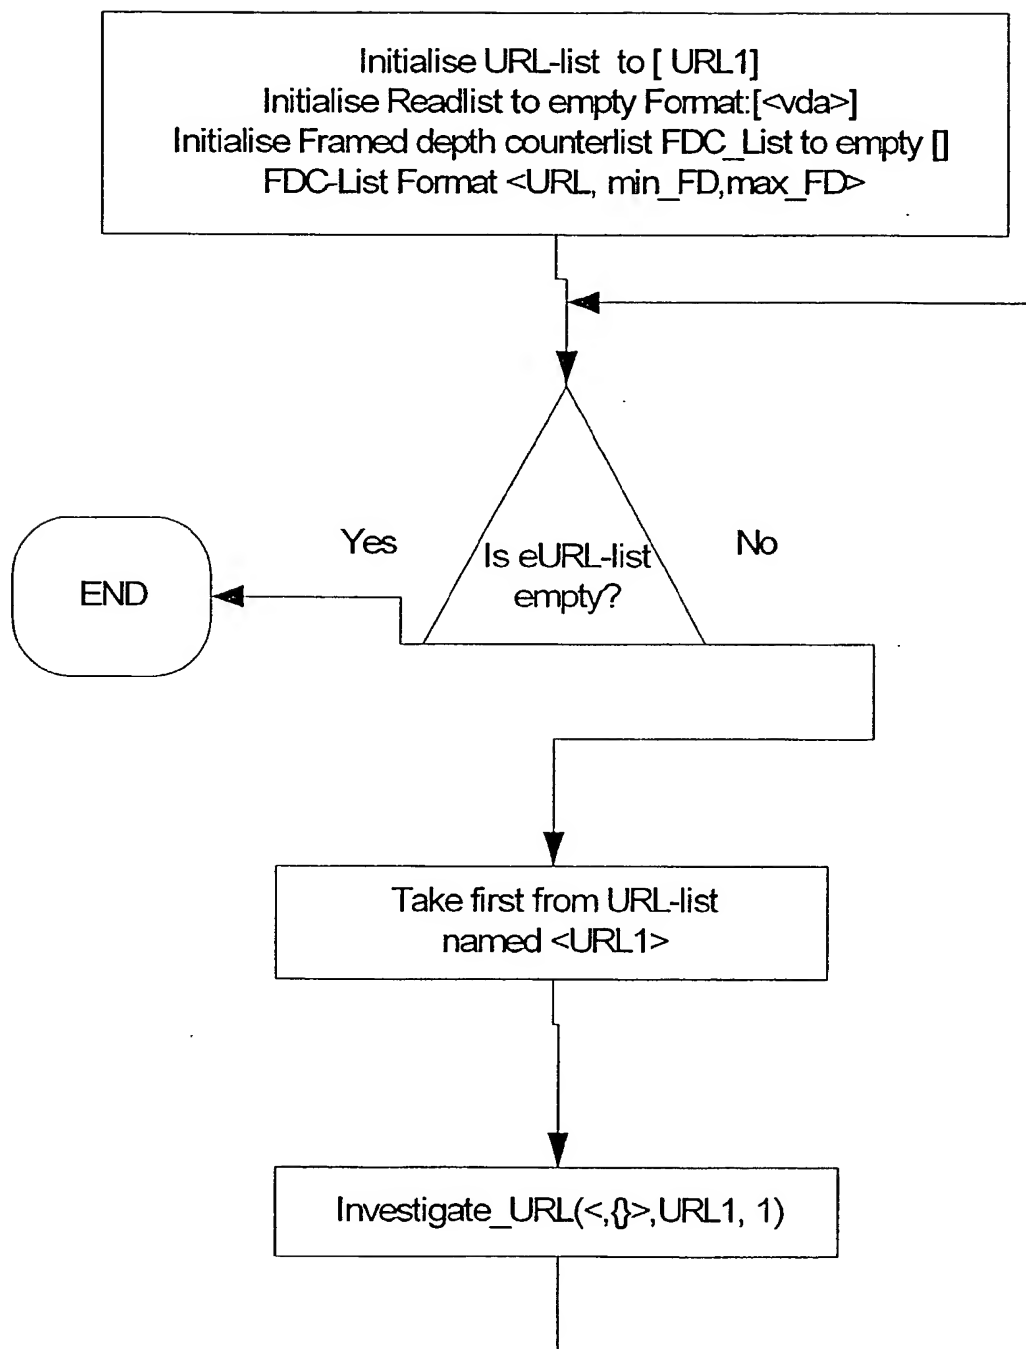 Initialise URL-list to [ URL1]
Initialise Readlist to empty Format:[<vda>]
Initialise Framed depth counterlist FDC_List to empty []
FDC-List Format <URL, min_FD,max_FD>
Yes
No
Is eURL-list
empty?
END
Take first from URL-list
named <URL1>
Investigate_URL(<,{}>,URL1, 1)